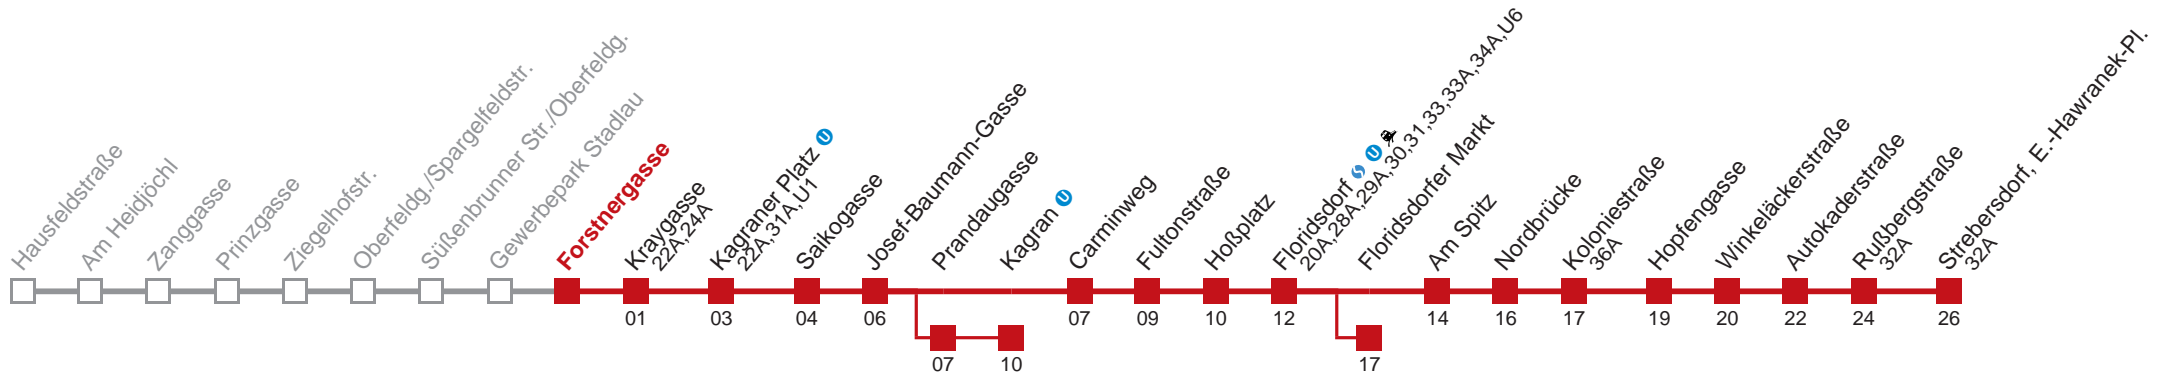 Hausfeldstraße
Am Heidjöchl
Zanggasse
Prinzgasse
Ziegelhofstr.
Oberfeldg./Spargelfeldstr.
Süßenbrunner Str./Oberfeldg.
Gewerbepark Stadlau
Forstnergasse
Kraygasse
22A,24A
Kagraner Platz U
22A,31A,U1
Saikogasse
Josef-Baumann-Gasse
Prandaugasse
Kagran U
Carminweg
Fultonstraße
Hoßplatz
Floridsdorf S U
20A,28A,29A,30,31,33,33A,34A,U6
Floridsdorfer Markt
Am Spitz
Nordbrücke
Koloniestraße
36A
Hopfengasse
Winkeläckerstraße
Autokaderstraße
Rußbergstraße
32A
Strebersdorf, E.-Hawranek-Pl.
32A
01 03 04 06 07 09 10 12 14 16 17 19 20 22 24 26
07 10 17